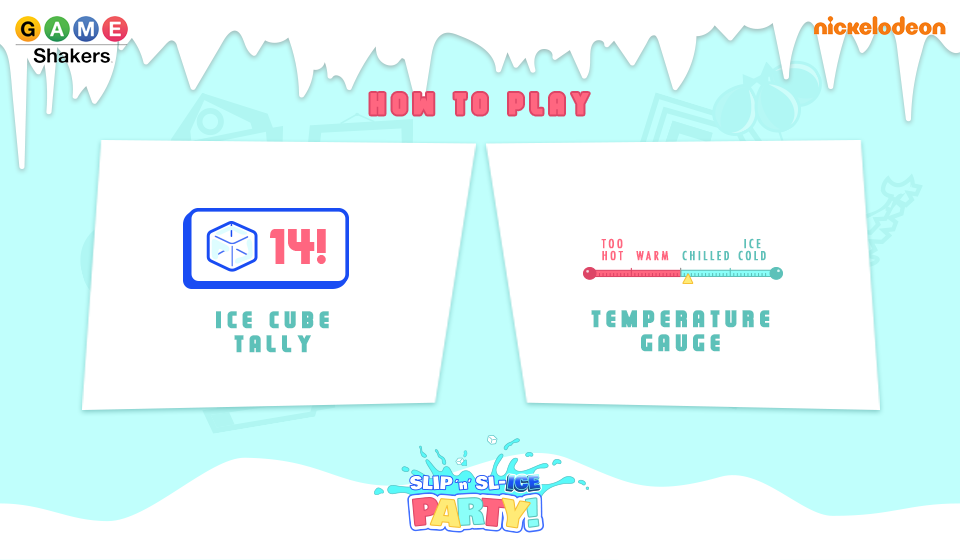 GAME
Shakers
nickelodeon
HOW TO PLAY
14!
ICE CUBE
TALLY
TOO
HOT
WARM
CHILLED
ICE
COLD
TEMPERATURE
GAUGE
SLIP 'n' SL-ICE
PARTY!